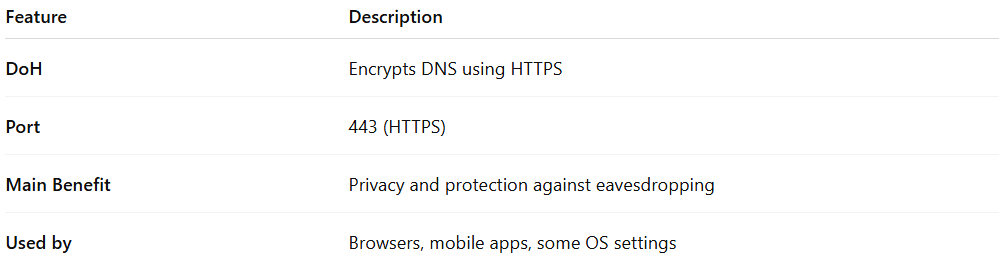 Feature Description
DoH Encrypts DNS using HTTPS
Port 443 (HTTPS)
Main Benefit Privacy and protection against eavesdropping
Used by Browsers, mobile apps, some OS settings